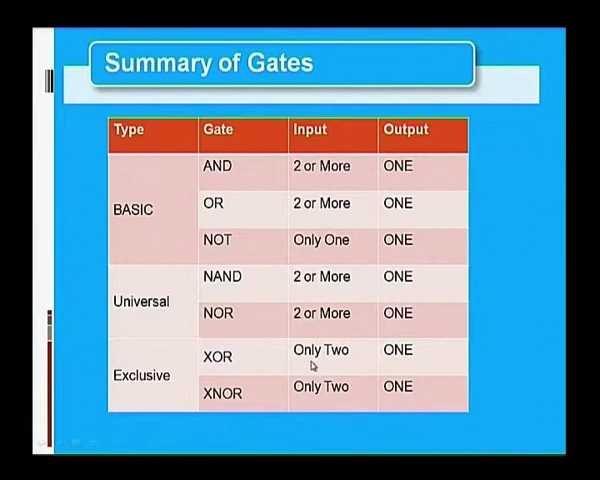 Summary of Gates
Type Gate Input Output
BASIC AND 2 or More ONE
OR 2 or More ONE
NOT Only One ONE
Universal NAND 2 or More ONE
NOR 2 or More ONE
Exclusive XOR Only Two ONE
XNOR Only Two ONE